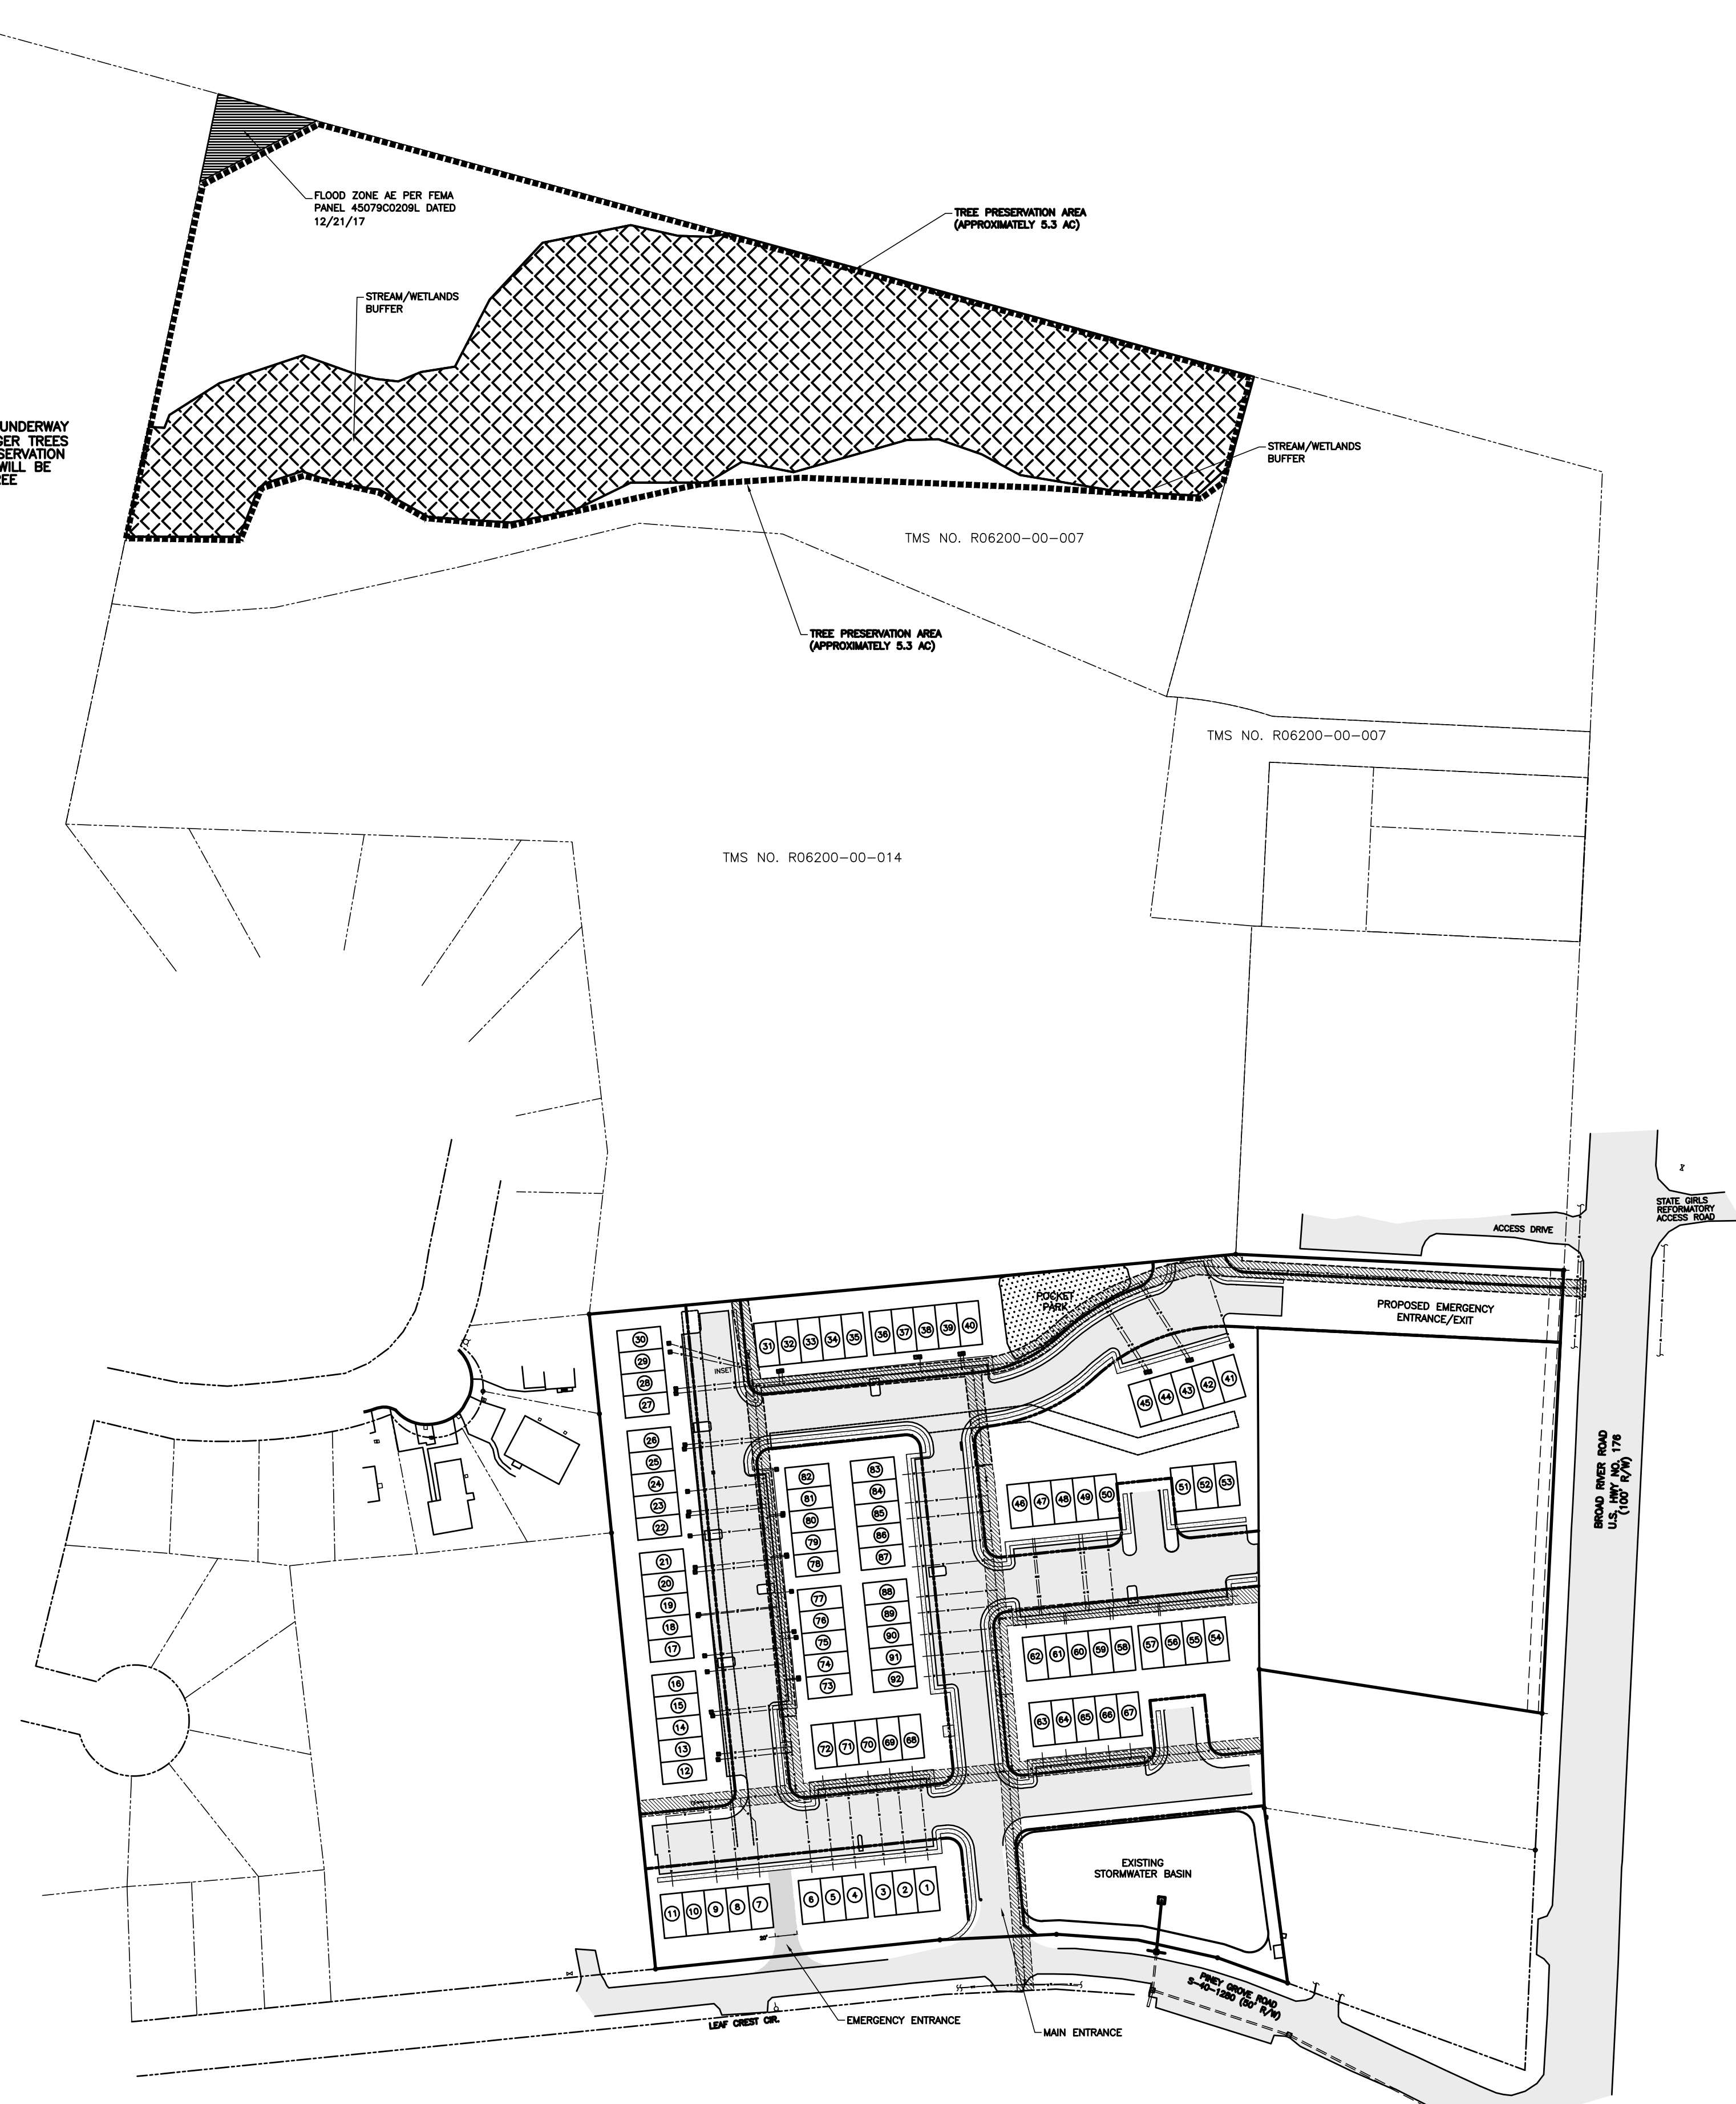 FLOOD ZONE AE PER FEMA
PANEL 45079C0209L DATED
12/21/17
TREE PRESERVATION AREA
(APPROXIMATELY 5.3 AC)
STREAM/WETLANDS
BUFFER
UNDERWAY
GER TREES
SERVATION
WILL BE
REE
STREAM/WETLANDS
BUFFER
TMS NO. R06200-00-007
TREE PRESERVATION AREA
(APPROXIMATELY 5.3 AC)
TMS NO. R06200-00-007
TMS NO. R06200-00-014
STATE GIRLS
REFORMATORY
ACCESS ROAD
ACCESS DRIVE
POCKET
PARK
PROPOSED EMERGENCY
ENTRANCE/EXIT
BROAD RIVER ROAD
U.S. HWY NO. 176
(100' R/W)
INSET
30
29
28
27
26
25
24
23
22
21
20
19
18
17
16
15
14
13
12
31 32 33 34 35
36 37 38 39 40
45 44 43 42 41
82
81
80
79
78
77
76
75
74
73
83
84
85
86
87
88
89
90
91
92
46 47 48 49 50
51 52 53
62 61 60 59 58
57 56 55 54
63 64 65 66 67
72 71 70 69 68
11 10 9 8 7
6 5 4
3 2 1
20'
EXISTING
STORMWATER BASIN
PINEY GROVE ROAD
S-40-1280 (50' R/W)
LEAF CREST CIR.
EMERGENCY ENTRANCE
MAIN ENTRANCE